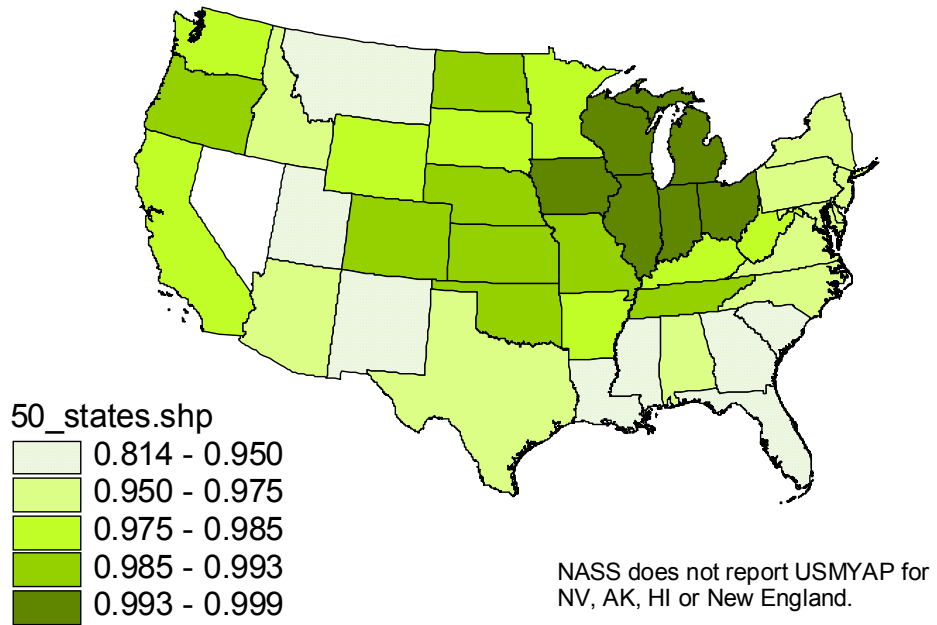 50_states.shp
0.814 - 0.950
0.950 - 0.975
0.975 - 0.985
0.985 - 0.993
0.993 - 0.999
NASS does not report USMYAP for
NV, AK, HI or New England.